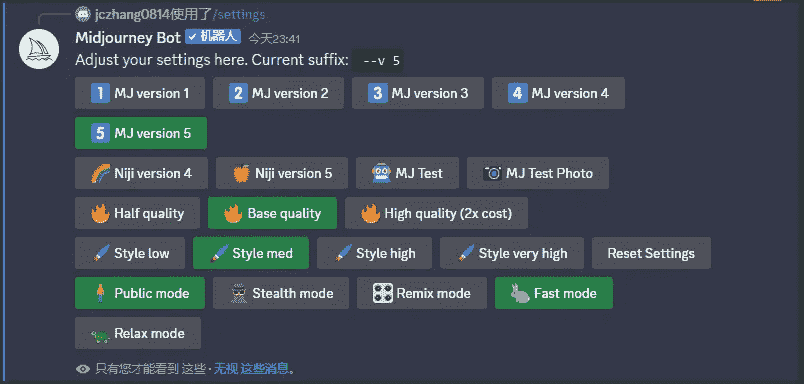 jczhang0814使用了/settings
Midjourney Bot ✓机器人 今天23:41
Adjust your settings here. Current suffix: --v 5
1 MJ version 1 2 MJ version 2 3 MJ version 3 4 MJ version 4
5 MJ version 5
Niji version 4 Niji version 5 MJ Test MJ Test Photo
Half quality Base quality High quality (2x cost)
Style low Style med Style high Style very high Reset Settings
Public mode Stealth mode Remix mode Fast mode
Relax mode
只有您才能看到 这些 · 无视 这些消息。